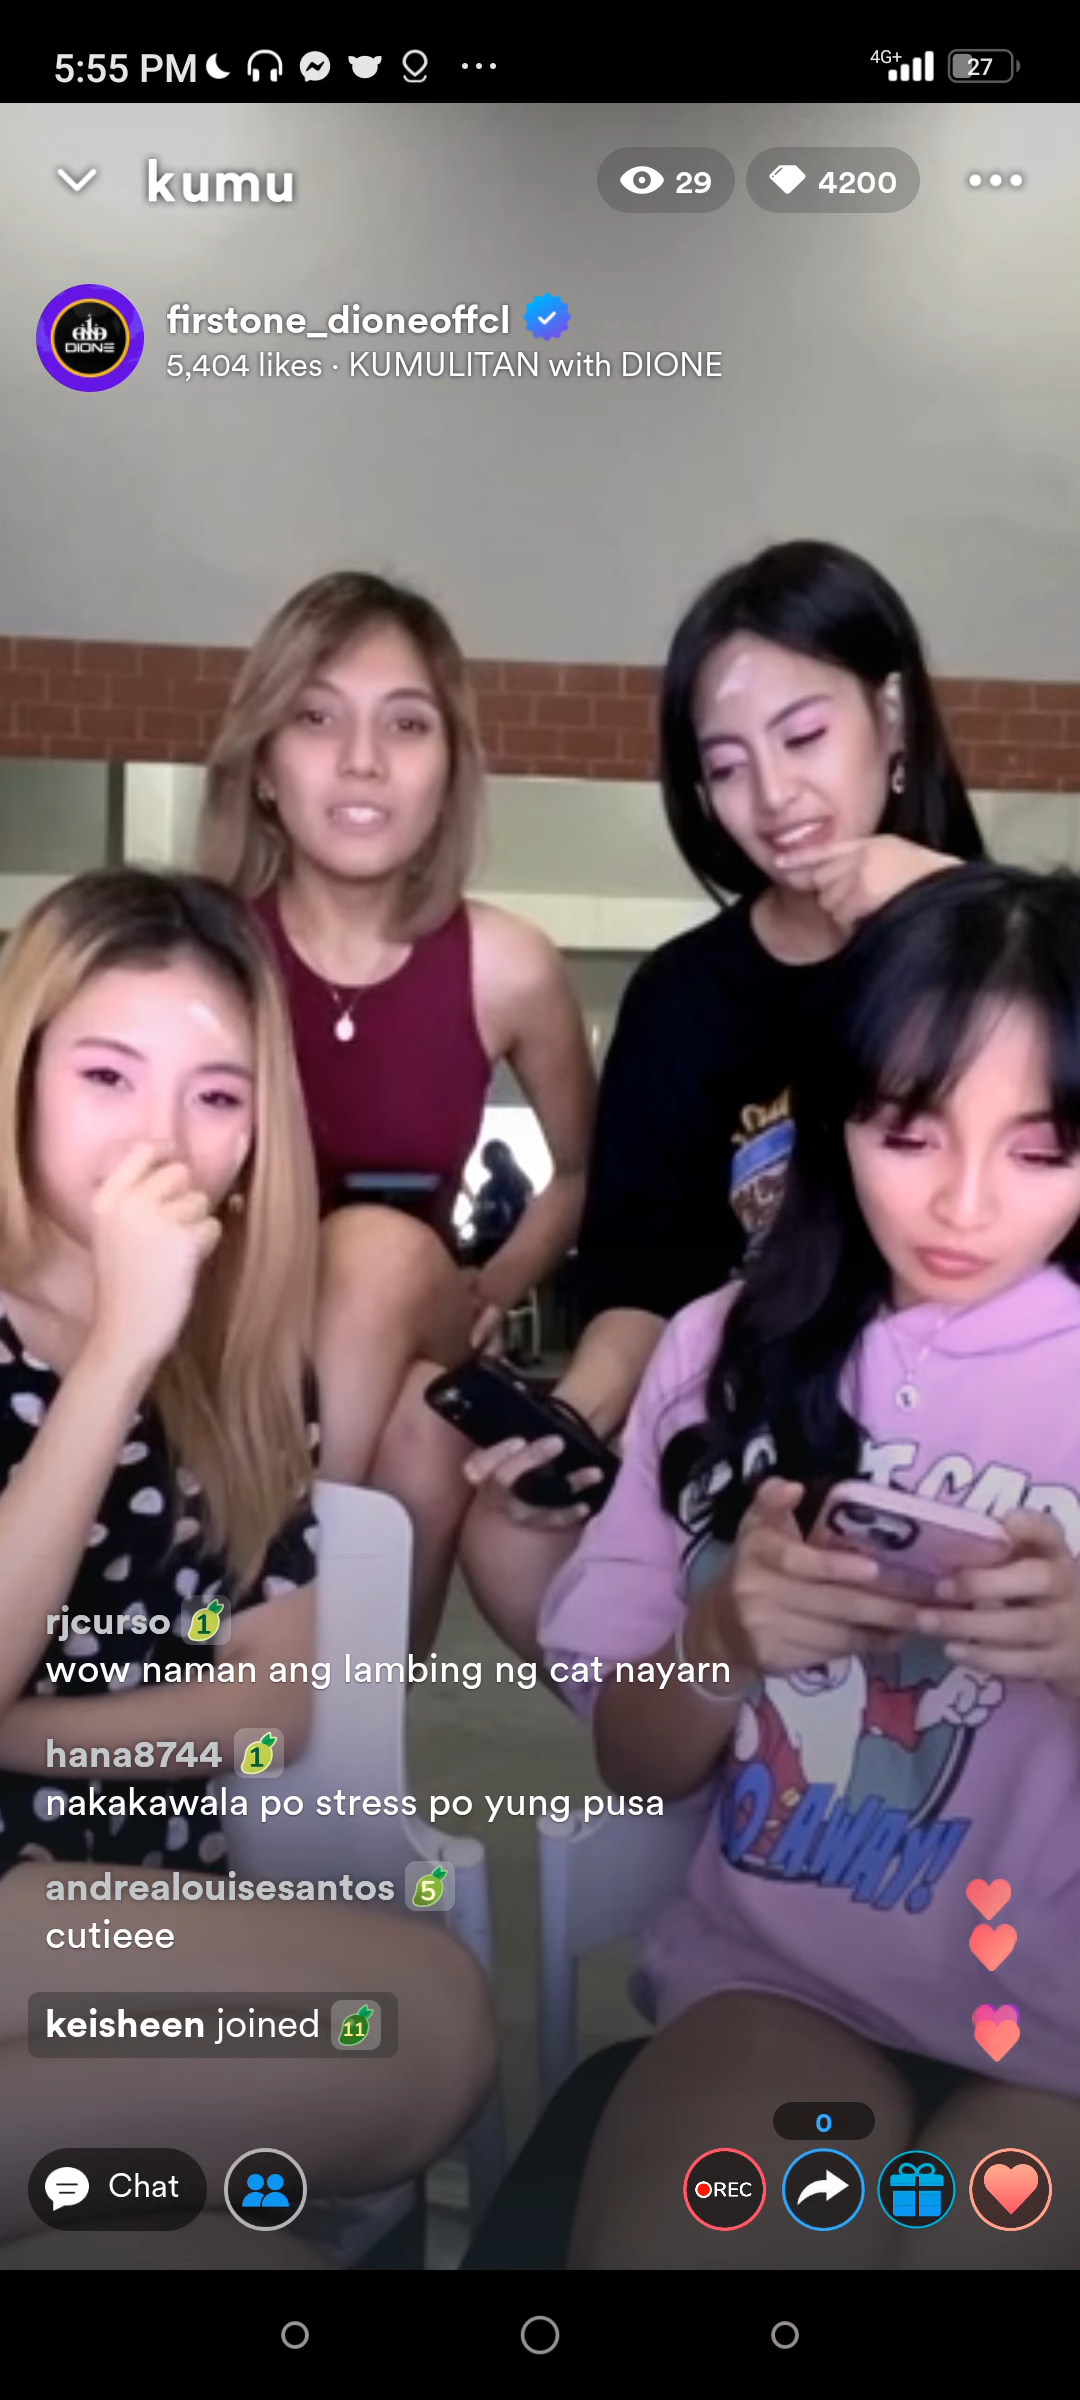 5:55 PM
4G+
27
kumu
29
4200
firstone_dioneoffcl
DIONE
5,404 likes · KUMULITAN with DIONE
rjcurso 1
wow naman ang lambing ng cat nayarn
hana8744 1
nakakawala po stress po yung pusa
AWAY!
andrealouisesantos 5
cutieee
keisheen joined 11
0
Chat
REC